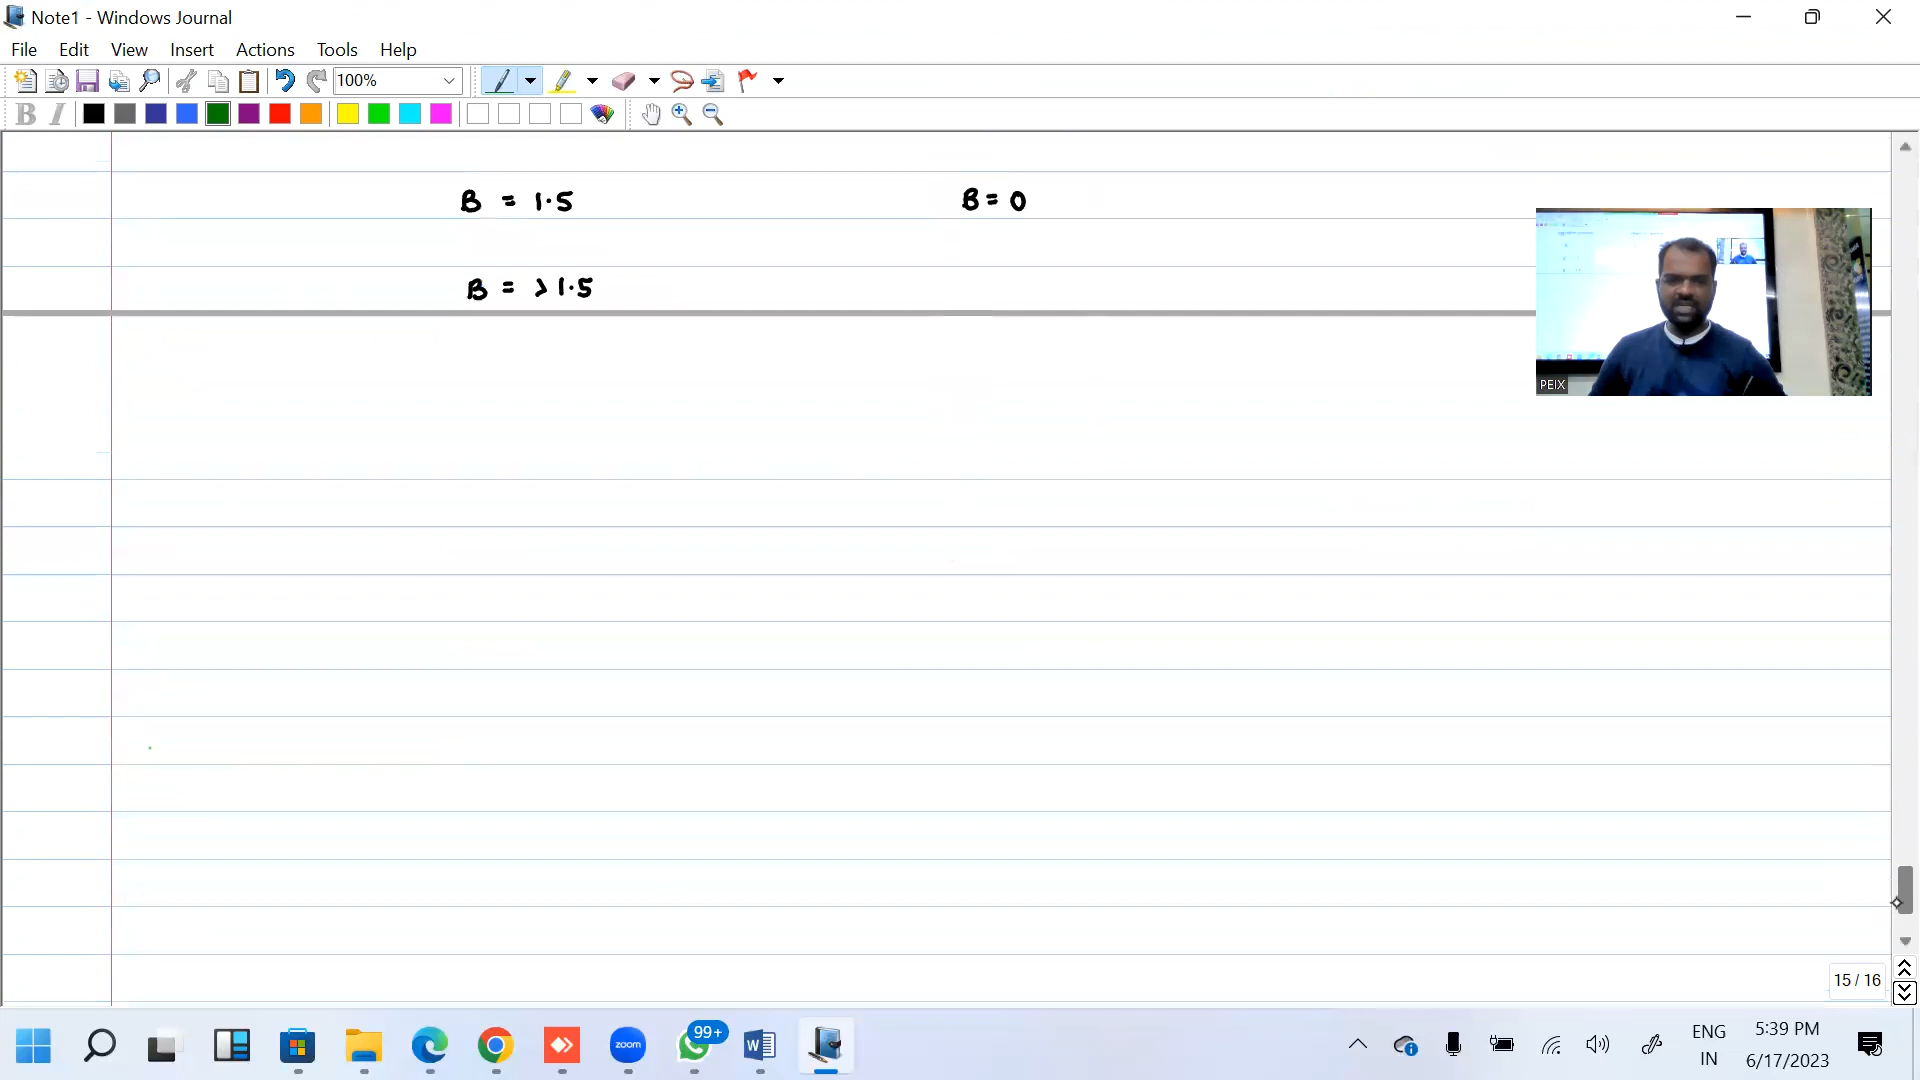 Note1 - Windows Journal
File Edit View Insert Actions Tools Help
100%
B I
B = 1.5 B = 0
B = > 1.5
PEIX
15 / 16
99+
zoom
W
ENG
IN
5:39 PM
6/17/2023